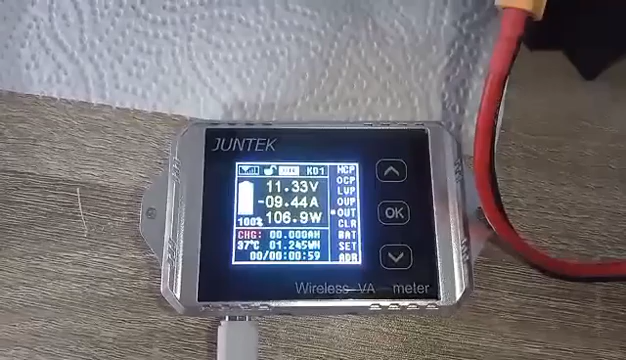 JUNTEK
K01
11.33V
-09.44A
100% 106.9W
CHG: 00.000AH
37℃ 01.245WH
00/00:00:59
HCP
OCP
LVP
OVP
OUT
CLR
BAT
SET
ADR
OK
Wireless VA meter